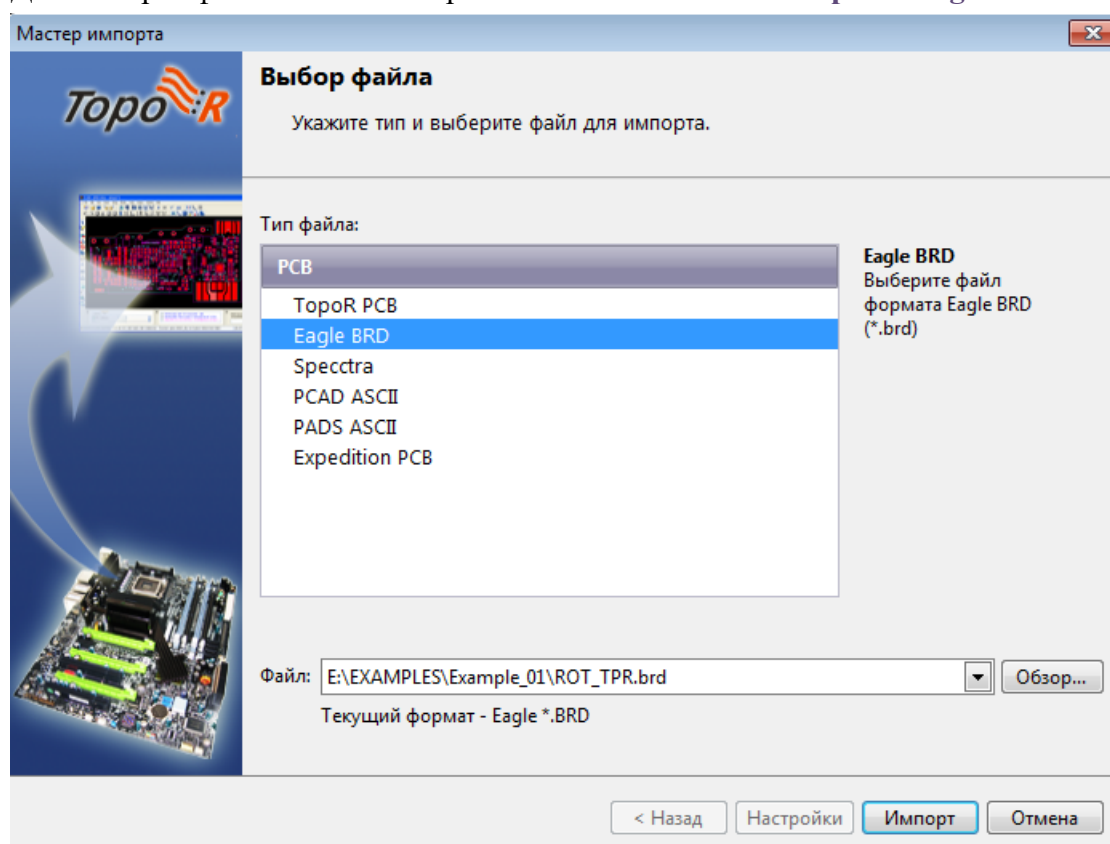 Мастер импорта
TopoR
Выбор файла
Укажите тип и выберите файл для импорта.
Тип файла:
PCB
TopoR PCB
Eagle BRD
Specctra
PCAD ASCII
PADS ASCII
Expedition PCB
Eagle BRD
Выберите файл
формата Eagle BRD
(*.brd)
Файл: E:\EXAMPLES\Example_01\ROT_TPR.brd Обзор...
Текущий формат - Eagle *.BRD
< Назад Настройки Импорт Отмена